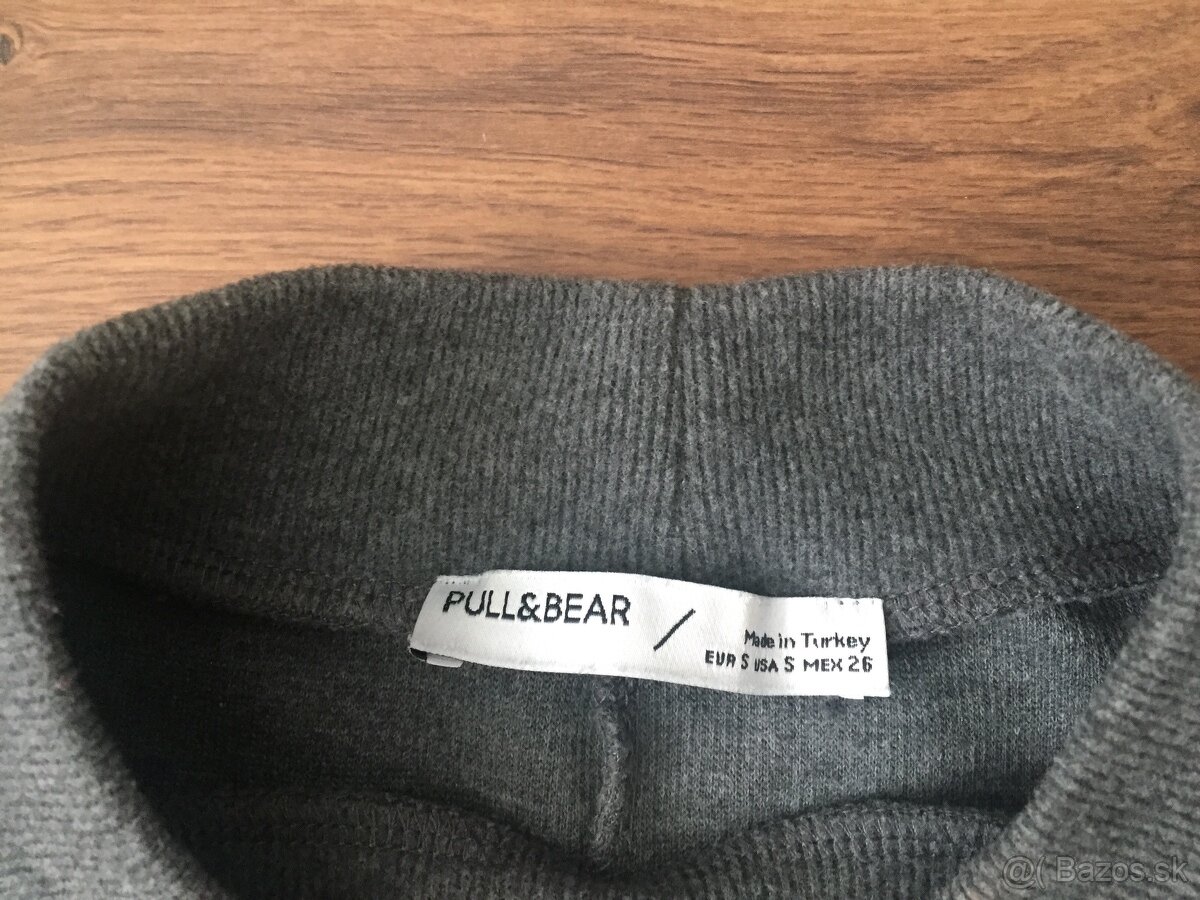 PULL&BEAR /
Made in Turkey
EUR S USA S MEX 26
@( Bazos.sk